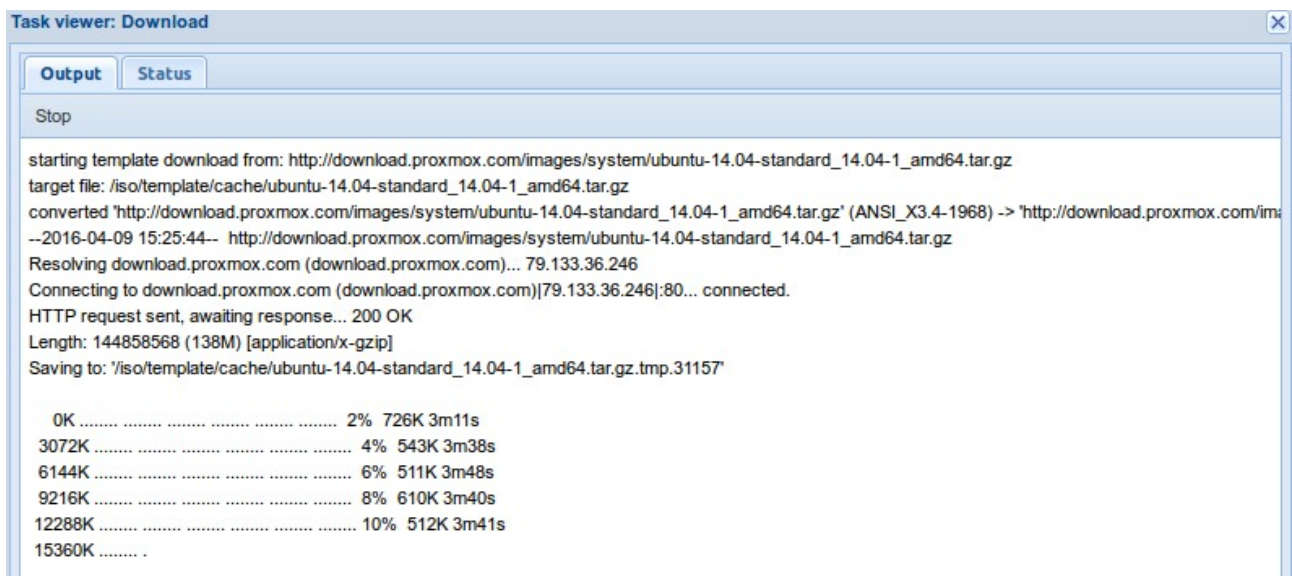 Task viewer: Download
Output Status
Stop
starting template download from: http://download.proxmox.com/images/system/ubuntu-14.04-standard_14.04-1_amd64.tar.gz
target file: /iso/template/cache/ubuntu-14.04-standard_14.04-1_amd64.tar.gz
converted 'http://download.proxmox.com/images/system/ubuntu-14.04-standard_14.04-1_amd64.tar.gz' (ANSI_X3.4-1968) -> 'http://download.proxmox.com/ima
--2016-04-09 15:25:44-- http://download.proxmox.com/images/system/ubuntu-14.04-standard_14.04-1_amd64.tar.gz
Resolving download.proxmox.com (download.proxmox.com)... 79.133.36.246
Connecting to download.proxmox.com (download.proxmox.com)|79.133.36.246|:80... connected.
HTTP request sent, awaiting response... 200 OK
Length: 144858568 (138M) [application/x-gzip]
Saving to: '/iso/template/cache/ubuntu-14.04-standard_14.04-1_amd64.tar.gz.tmp.31157'
0K ........ ........ ........ ........ ........ ........ 2% 726K 3m11s
3072K ........ ........ ........ ........ ........ ........ 4% 543K 3m38s
6144K ........ ........ ........ ........ ........ ........ 6% 511K 3m48s
9216K ........ ........ ........ ........ ........ ........ 8% 610K 3m40s
12288K ........ ........ ........ ........ ........ ........ 10% 512K 3m41s
15360K ........ .